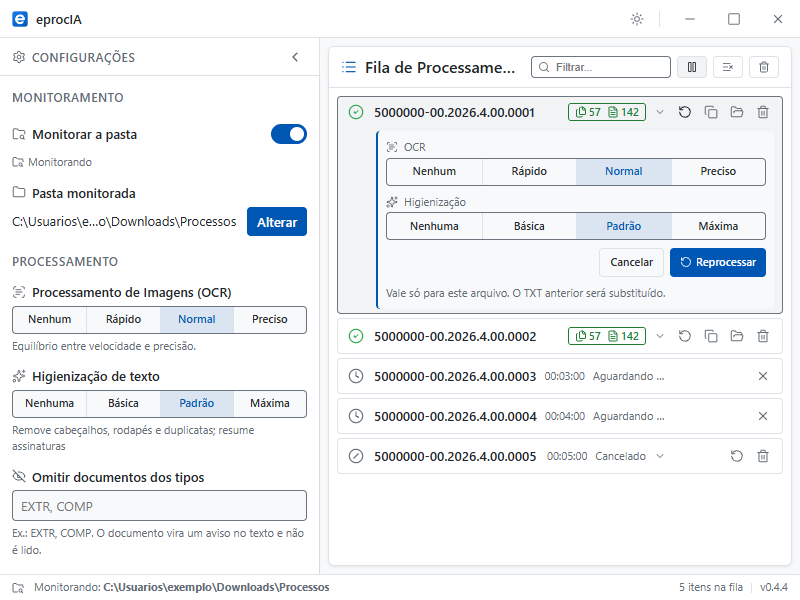 eprocIA
CONFIGURAÇÕES
MONITORAMENTO
Monitorar a pasta
Monitorando
Pasta monitorada
C:\Usuarios\e...o\Downloads\Processos
Alterar
PROCESSAMENTO
Processamento de Imagens (OCR)
Nenhum Rápido Normal Preciso
Equilíbrio entre velocidade e precisão.
Higienização de texto
Nenhuma Básica Padrão Máxima
Remove cabeçalhos, rodapés e duplicatas; resume
assinaturas
Omitir documentos dos tipos
EXTR, COMP
Ex.: EXTR, COMP. O documento vira um aviso no texto e não
é lido.
Fila de Processame...
Filtrar...
5000000-00.2026.4.00.0001 57 142
OCR
Nenhum Rápido Normal Preciso
Higienização
Nenhuma Básica Padrão Máxima
Cancelar Reprocessar
Vale só para este arquivo. O TXT anterior será substituído.
5000000-00.2026.4.00.0002 57 142
5000000-00.2026.4.00.0003 00:03:00 Aguardando ...
5000000-00.2026.4.00.0004 00:04:00 Aguardando ...
5000000-00.2026.4.00.0005 00:05:00 Cancelado
Monitorando: C:\Usuarios\exemplo\Downloads\Processos
5 itens na fila v0.4.4